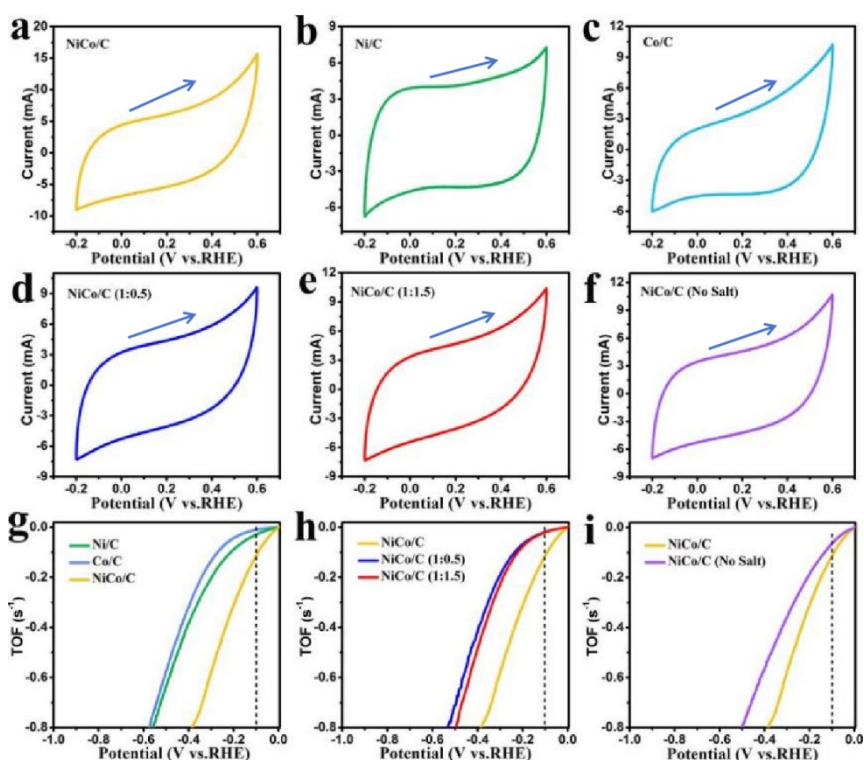 a
NiCo/C
20
15
10
5
0
-5
-10
Current (mA)
-0.2 0.0 0.2 0.4 0.6
Potential (V vs.RHE)
b
Ni/C
9
6
3
0
-3
-6
Current (mA)
-0.2 0.0 0.2 0.4 0.6
Potential (V vs.RHE)
c
Co/C
12
9
6
3
0
-3
-6
Current (mA)
-0.2 0.0 0.2 0.4 0.6
Potential (V vs.RHE)
d
NiCo/C (1:0.5)
9
6
3
0
-3
-6
-9
Current (mA)
-0.2 0.0 0.2 0.4 0.6
Potential (V vs.RHE)
e
NiCo/C (1:1.5)
12
9
6
3
0
-3
-6
-9
Current (mA)
-0.2 0.0 0.2 0.4 0.6
Potential (V vs.RHE)
f
NiCo/C (No Salt)
12
9
6
3
0
-3
-6
-9
Current (mA)
-0.2 0.0 0.2 0.4 0.6
Potential (V vs.RHE)
g
Ni/C
Co/C
NiCo/C
0.0
-0.2
-0.4
-0.6
-0.8
TOF (s⁻¹)
-1.0 -0.8 -0.6 -0.4 -0.2 0.0
Potential (V vs.RHE)
h
NiCo/C
NiCo/C (1:0.5)
NiCo/C (1:1.5)
0.0
-0.2
-0.4
-0.6
-0.8
TOF (s⁻¹)
-1.0 -0.8 -0.6 -0.4 -0.2 0.0
Potential (V vs.RHE)
i
NiCo/C
NiCo/C (No Salt)
0.0
-0.2
-0.4
-0.6
-0.8
TOF (s⁻¹)
-1.0 -0.8 -0.6 -0.4 -0.2 0.0
Potential (V vs.RHE)